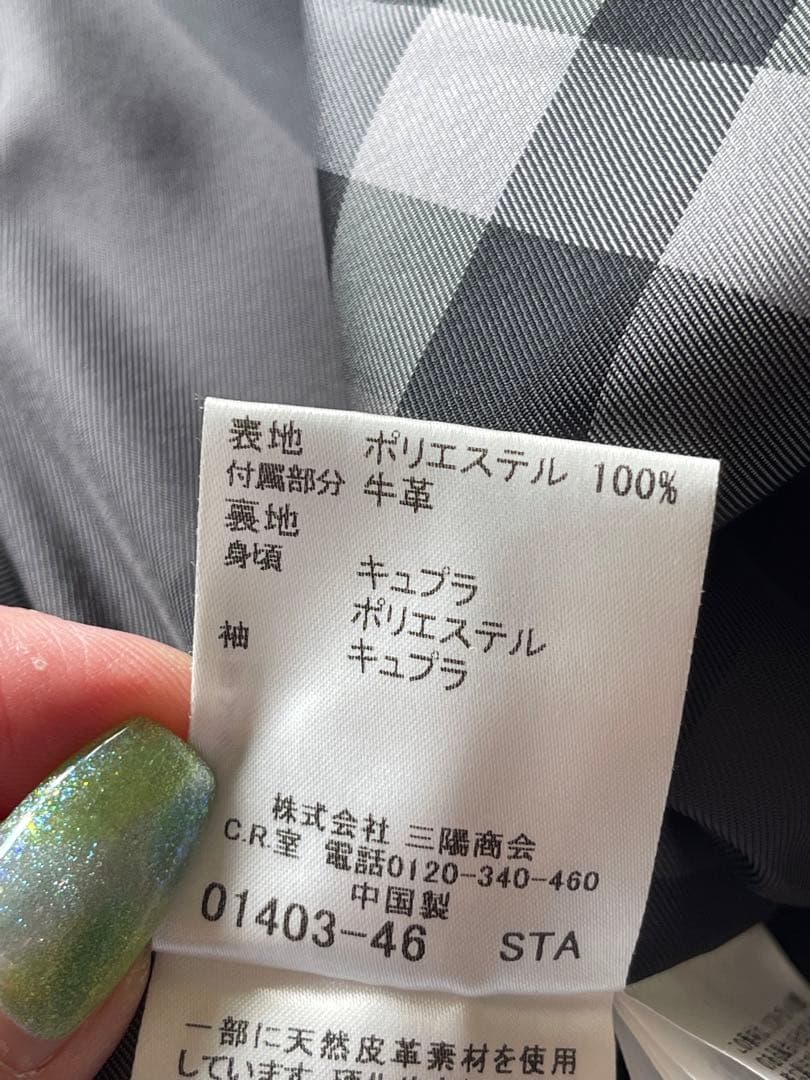 表地 ポリエステル 100%
付属部分 牛革
裏地
身頃 キュプラ
ポリエステル
袖 キュプラ
株式会社 三陽商会
C.R.室 電話0120-340-460
中国製
01403-46 STA
一部に天然皮革素材を使用
しています